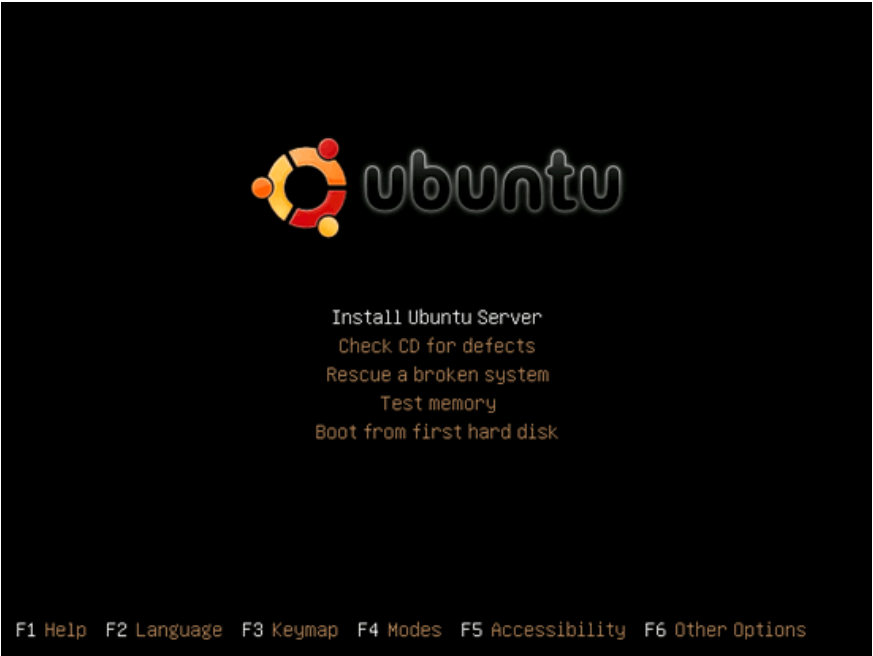 ubuntu
Install Ubuntu Server
Check CD for defects
Rescue a broken system
Test memory
Boot from first hard disk
F1 Help F2 Language F3 Keymap F4 Modes F5 Accessibility F6 Other Options